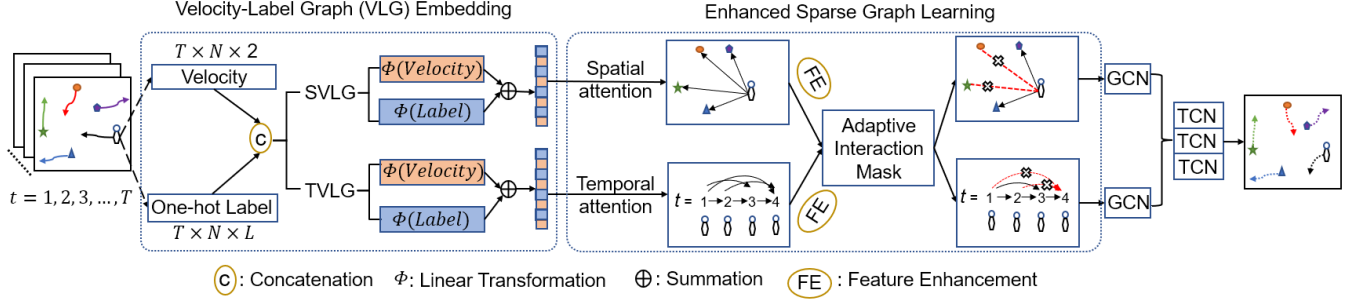 Velocity-Label Graph (VLG) Embedding
Enhanced Sparse Graph Learning
t = 1, 2, 3, ..., T
T × N × 2
Velocity
One-hot Label
T × N × L
C
SVLG
Φ(Velocity)
Φ(Label)
TVLG
Φ(Velocity)
Φ(Label)
Spatial
attention
Temporal
attention
t = 1 2 3 4
FE
FE
Adaptive
Interaction
Mask
t = 1 2 3 4
GCN
GCN
TCN
TCN
TCN
C : Concatenation Φ: Linear Transformation ⊕ : Summation FE : Feature Enhancement